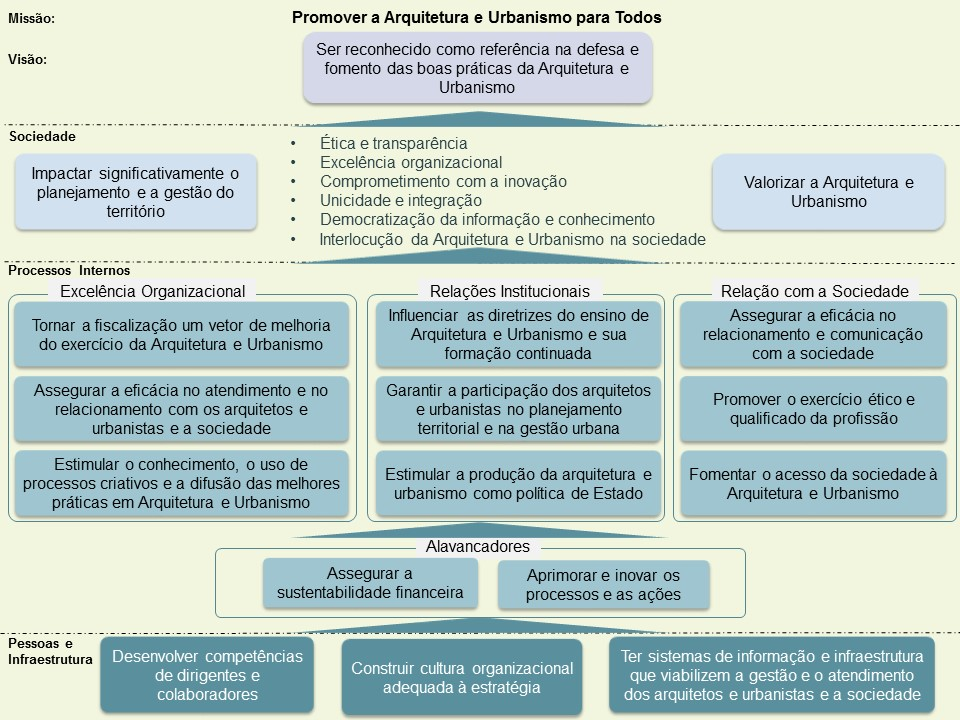 Missão:
Promover a Arquitetura e Urbanismo para Todos
Visão:
Ser reconhecido como referência na defesa e
fomento das boas práticas da Arquitetura e
Urbanismo
Sociedade
Impactar significativamente o
planejamento e a gestão do
território
• Ética e transparência
• Excelência organizacional
• Comprometimento com a inovação
• Unicidade e integração
• Democratização da informação e conhecimento
• Interlocução da Arquitetura e Urbanismo na sociedade
Valorizar a Arquitetura e
Urbanismo
Processos Internos
Excelência Organizacional
Tornar a fiscalização um vetor de melhoria
do exercício da Arquitetura e Urbanismo
Assegurar a eficácia no atendimento e no
relacionamento com os arquitetos e
urbanistas e a sociedade
Estimular o conhecimento, o uso de
processos criativos e a difusão das melhores
práticas em Arquitetura e Urbanismo
Relações Institucionais
Influenciar as diretrizes do ensino de
Arquitetura e Urbanismo e sua
formação continuada
Garantir a participação dos arquitetos
e urbanistas no planejamento
territorial e na gestão urbana
Estimular a produção da arquitetura e
urbanismo como política de Estado
Relação com a Sociedade
Assegurar a eficácia no
relacionamento e comunicação
com a sociedade
Promover o exercício ético e
qualificado da profissão
Fomentar o acesso da sociedade à
Arquitetura e Urbanismo
Alavancadores
Assegurar a
sustentabilidade financeira
Aprimorar e inovar os
processos e as ações
Pessoas e
Infraestrutura
Desenvolver competências
de dirigentes e
colaboradores
Construir cultura organizacional
adequada à estratégia
Ter sistemas de informação e infraestrutura
que viabilizem a gestão e o atendimento
dos arquitetos e urbanistas e a sociedade